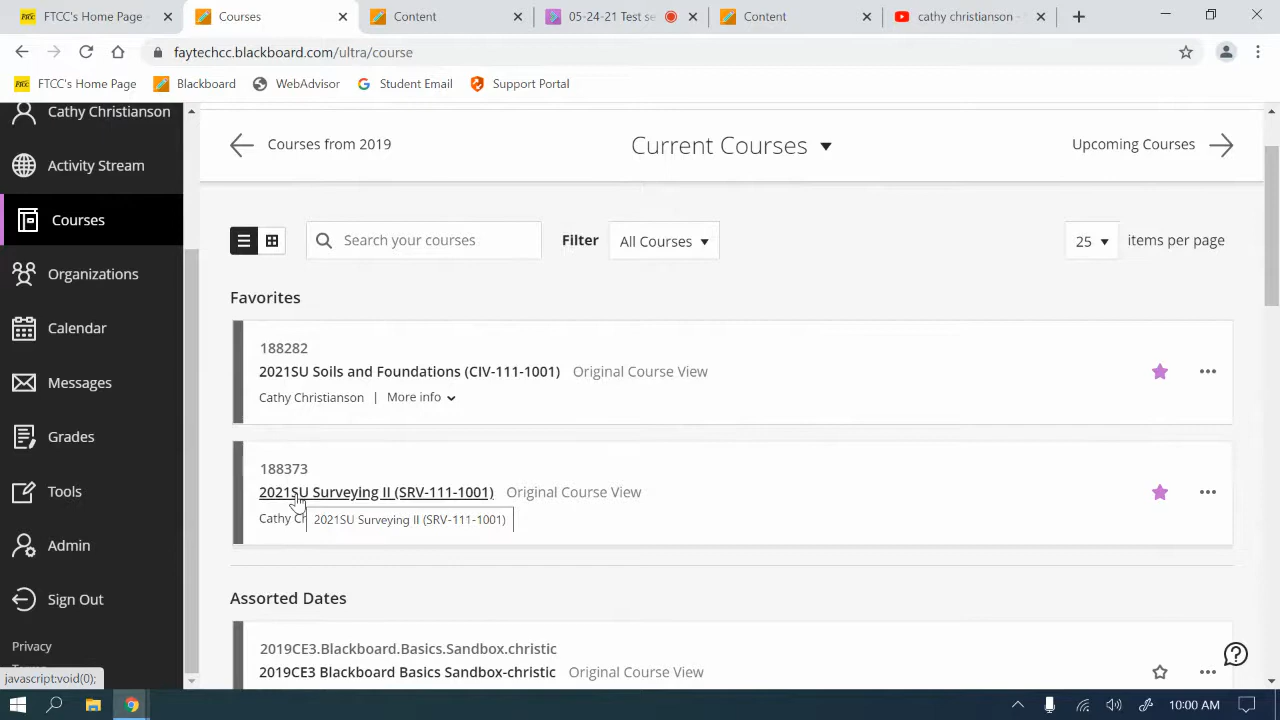 FTCC FTCC's Home Page
Courses
Content
05-24-21 Test se
Content
cathy christianson -
faytechcc.blackboard.com/ultra/course
FTCC FTCC's Home Page
Blackboard
WebAdvisor
Student Email
Support Portal
Cathy Christianson
Activity Stream
Courses
Organizations
Calendar
Messages
Grades
Tools
Admin
Sign Out
Privacy
javascript:void(0);
Courses from 2019
Current Courses
Upcoming Courses
Search your courses
Filter
All Courses
25
items per page
Favorites
188282
2021SU Soils and Foundations (CIV-111-1001) Original Course View
Cathy Christianson | More info
188373
2021SU Surveying II (SRV-111-1001) Original Course View
Cathy Ch
2021SU Surveying II (SRV-111-1001)
Assorted Dates
2019CE3.Blackboard.Basics.Sandbox.christic
2019CE3 Blackboard Basics Sandbox-christic Original Course View
10:00 AM